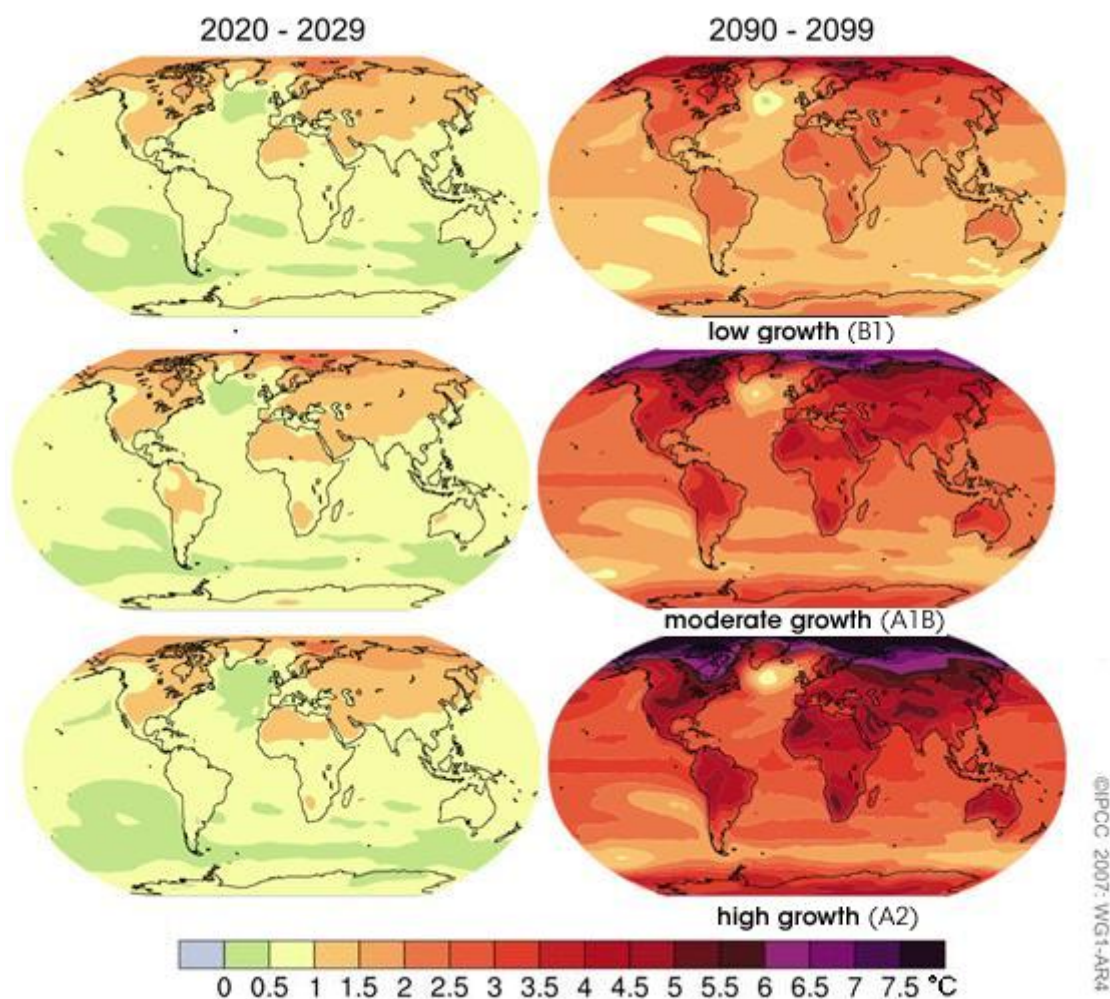 2020 - 2029
2090 - 2099
low growth (B1)
moderate growth (A1B)
high growth (A2)
0 0.5 1 1.5 2 2.5 3 3.5 4 4.5 5 5.5 6 6.5 7 7.5 °C
©IPCC 2007: WG1-AR4